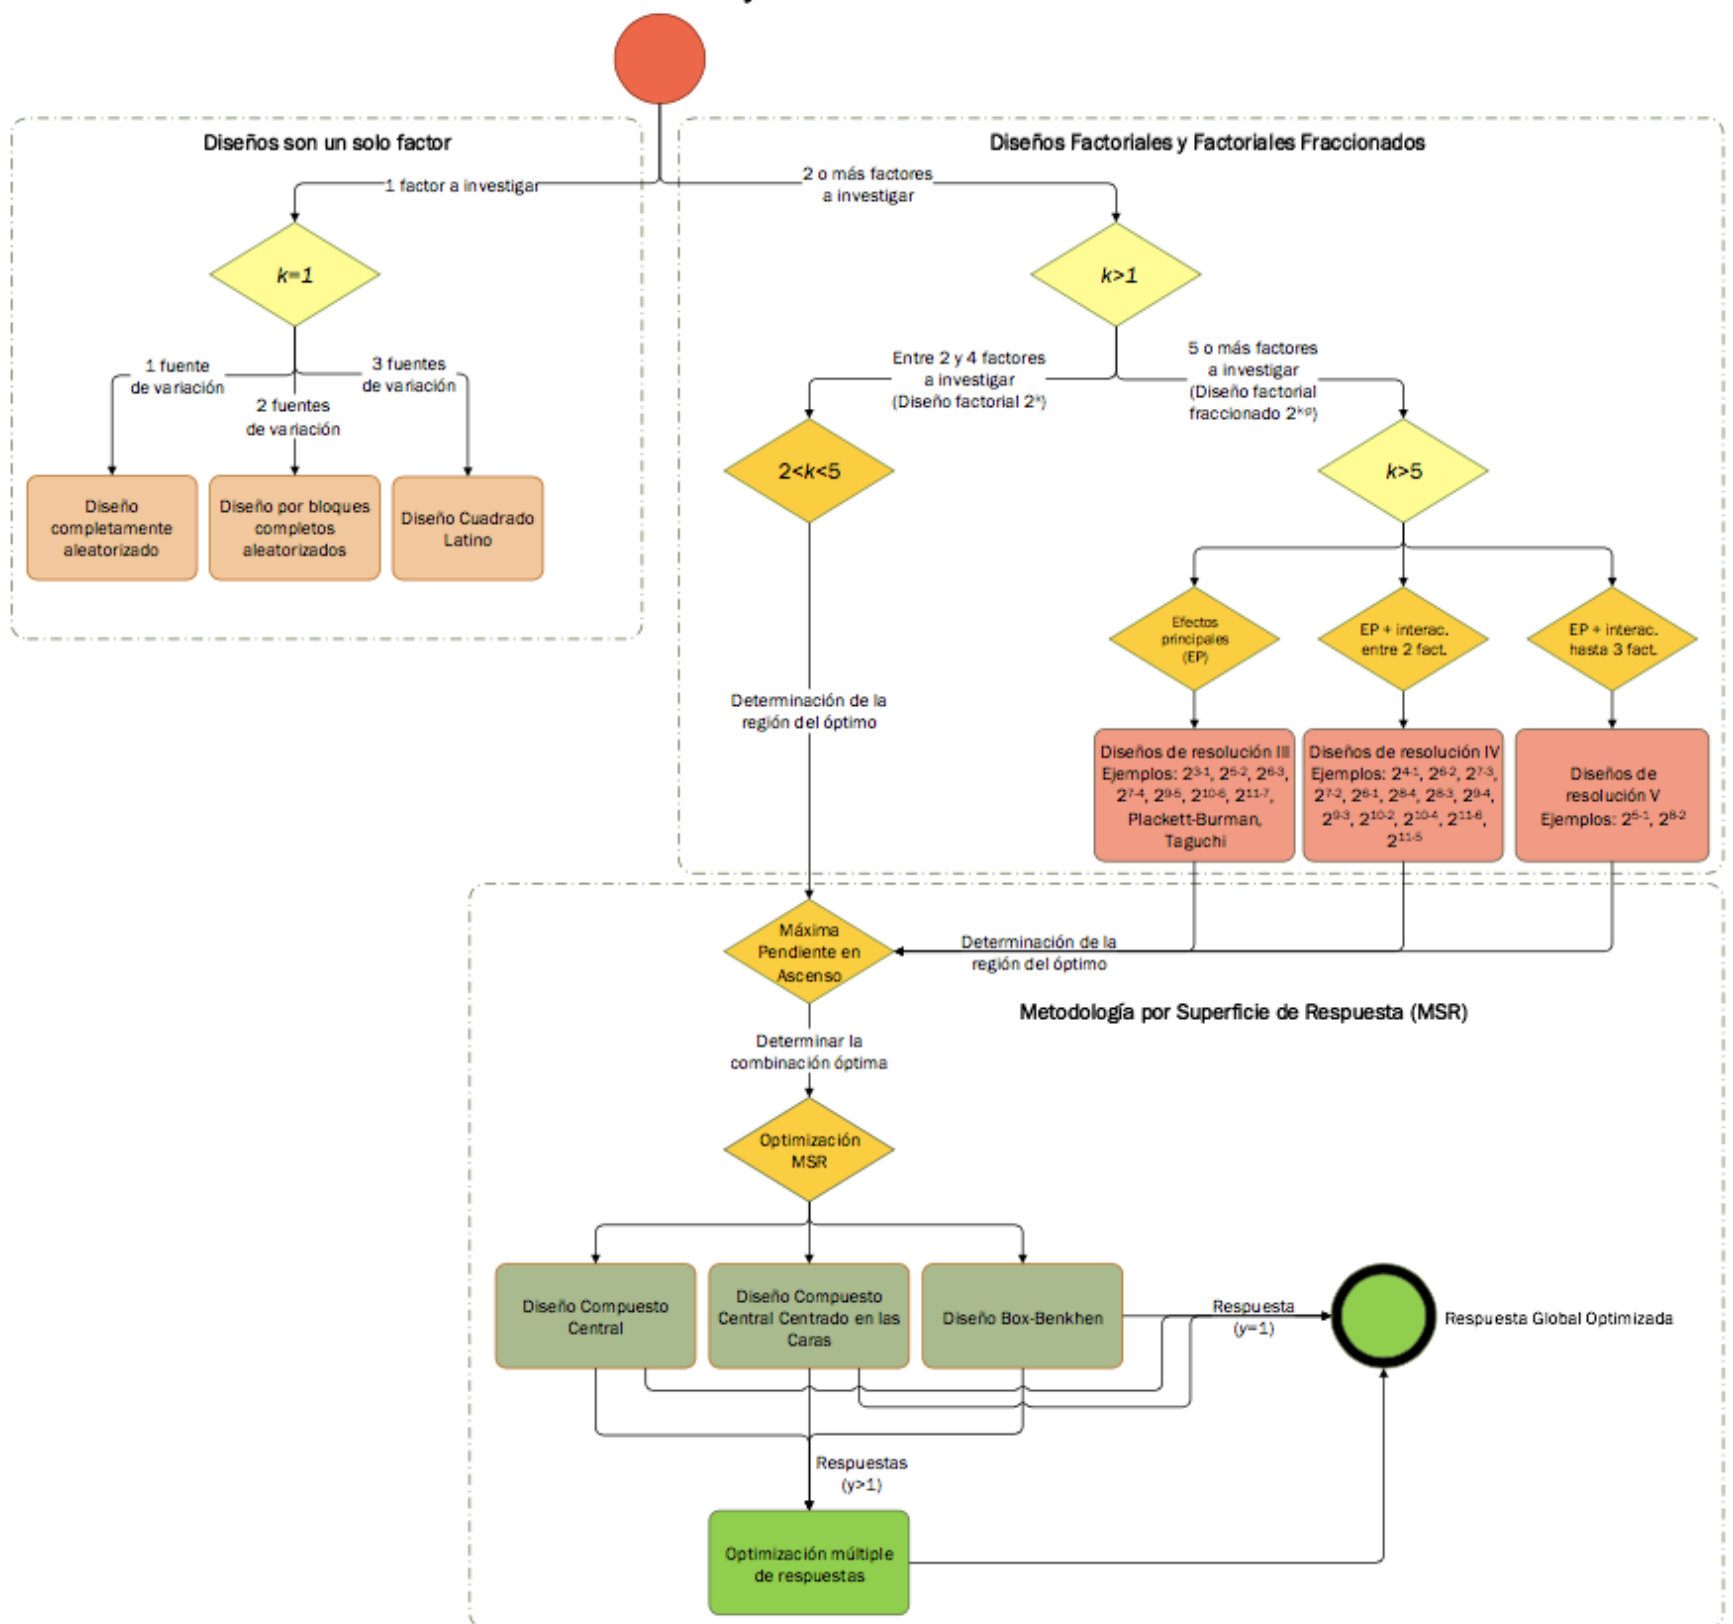 y
Diseños son un solo factor
Diseños Factoriales y Factoriales Fraccionados
1 factor a investigar
2 o más factores
a investigar
k=1
k>1
1 fuente
de variación
2 fuentes
de variación
3 fuentes
de variación
Diseño
completamente
aleatorizado
Diseño por bloques
completos
aleatorizados
Diseño Cuadrado
Latino
Entre 2 y 4 factores
a investigar
(Diseño factorial 2ᵏ)
5 o más factores
a investigar
(Diseño factorial
fraccionado 2ᵏ⁻ᵖ)
2<k<5
k>5
Efectos
principales
(EP)
EP + interac.
entre 2 fact.
EP + interac.
hasta 3 fact.
Determinación de la
región del óptimo
Diseños de resolución III
Ejemplos: 2³⁻¹, 2⁵⁻², 2⁶⁻³,
2⁷⁻⁴, 2⁹⁻⁵, 2¹⁰⁻⁶, 2¹¹⁻⁷,
Plackett-Burman,
Taguchi
Diseños de resolución IV
Ejemplos: 2⁴⁻¹, 2⁶⁻², 2⁷⁻³,
2⁷⁻², 2⁶⁻¹, 2⁸⁻⁴, 2⁸⁻³, 2⁹⁻⁴,
2⁹⁻³, 2¹⁰⁻², 2¹⁰⁻⁴, 2¹¹⁻⁶,
2¹¹⁻⁵
Diseños de
resolución V
Ejemplos: 2⁵⁻¹, 2⁸⁻²
Máxima
Pendiente en
Ascenso
Determinación de la
región del óptimo
Metodología por Superficie de Respuesta (MSR)
Determinar la
combinación óptima
Optimización
MSR
Diseño Compuesto
Central
Diseño Compuesto
Central Centrado en las
Caras
Diseño Box-Benkhen
Respuesta
(y=1)
Respuesta Global Optimizada
Respuestas
(y>1)
Optimización múltiple
de respuestas